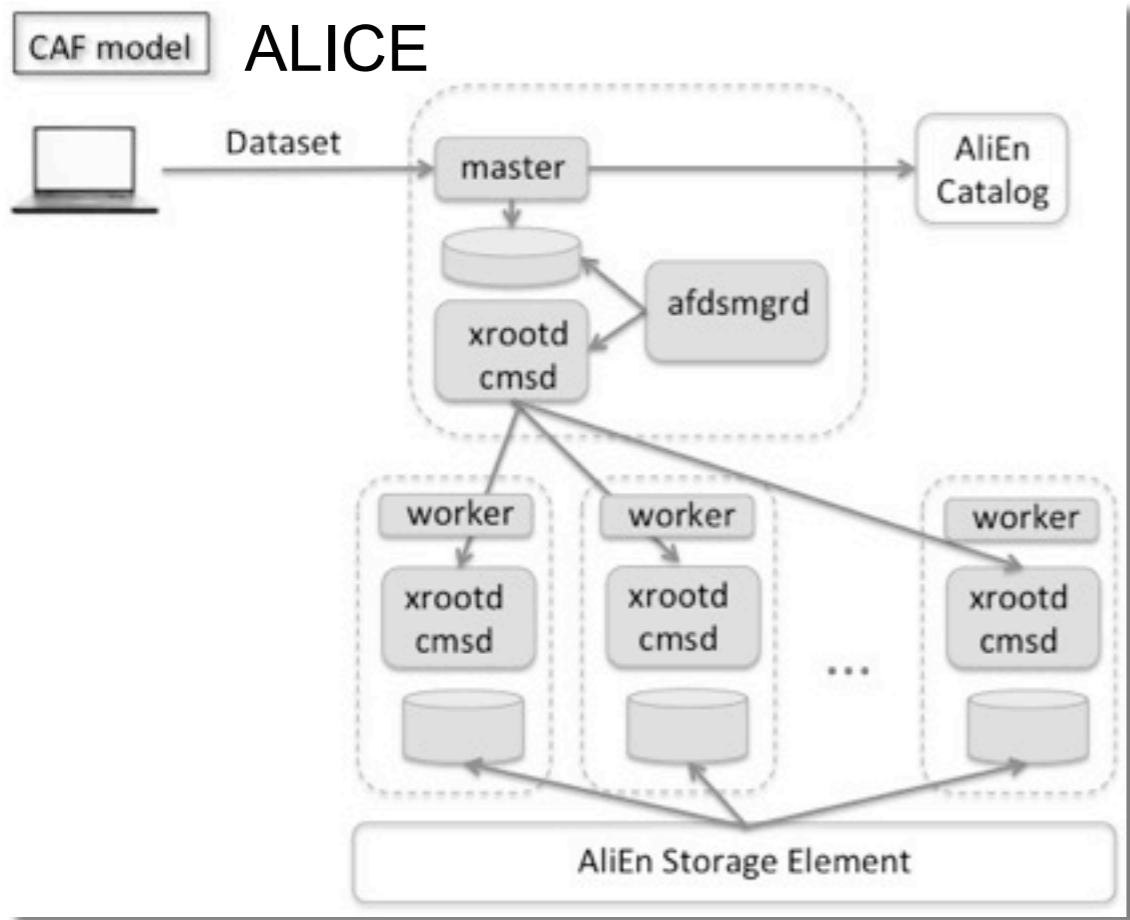 CAF model
ALICE
Dataset
master
AliEn
Catalog
afdsmgrd
xrootd
cmsd
worker
worker
worker
xrootd
cmsd
xrootd
cmsd
xrootd
cmsd
...
AliEn Storage Element